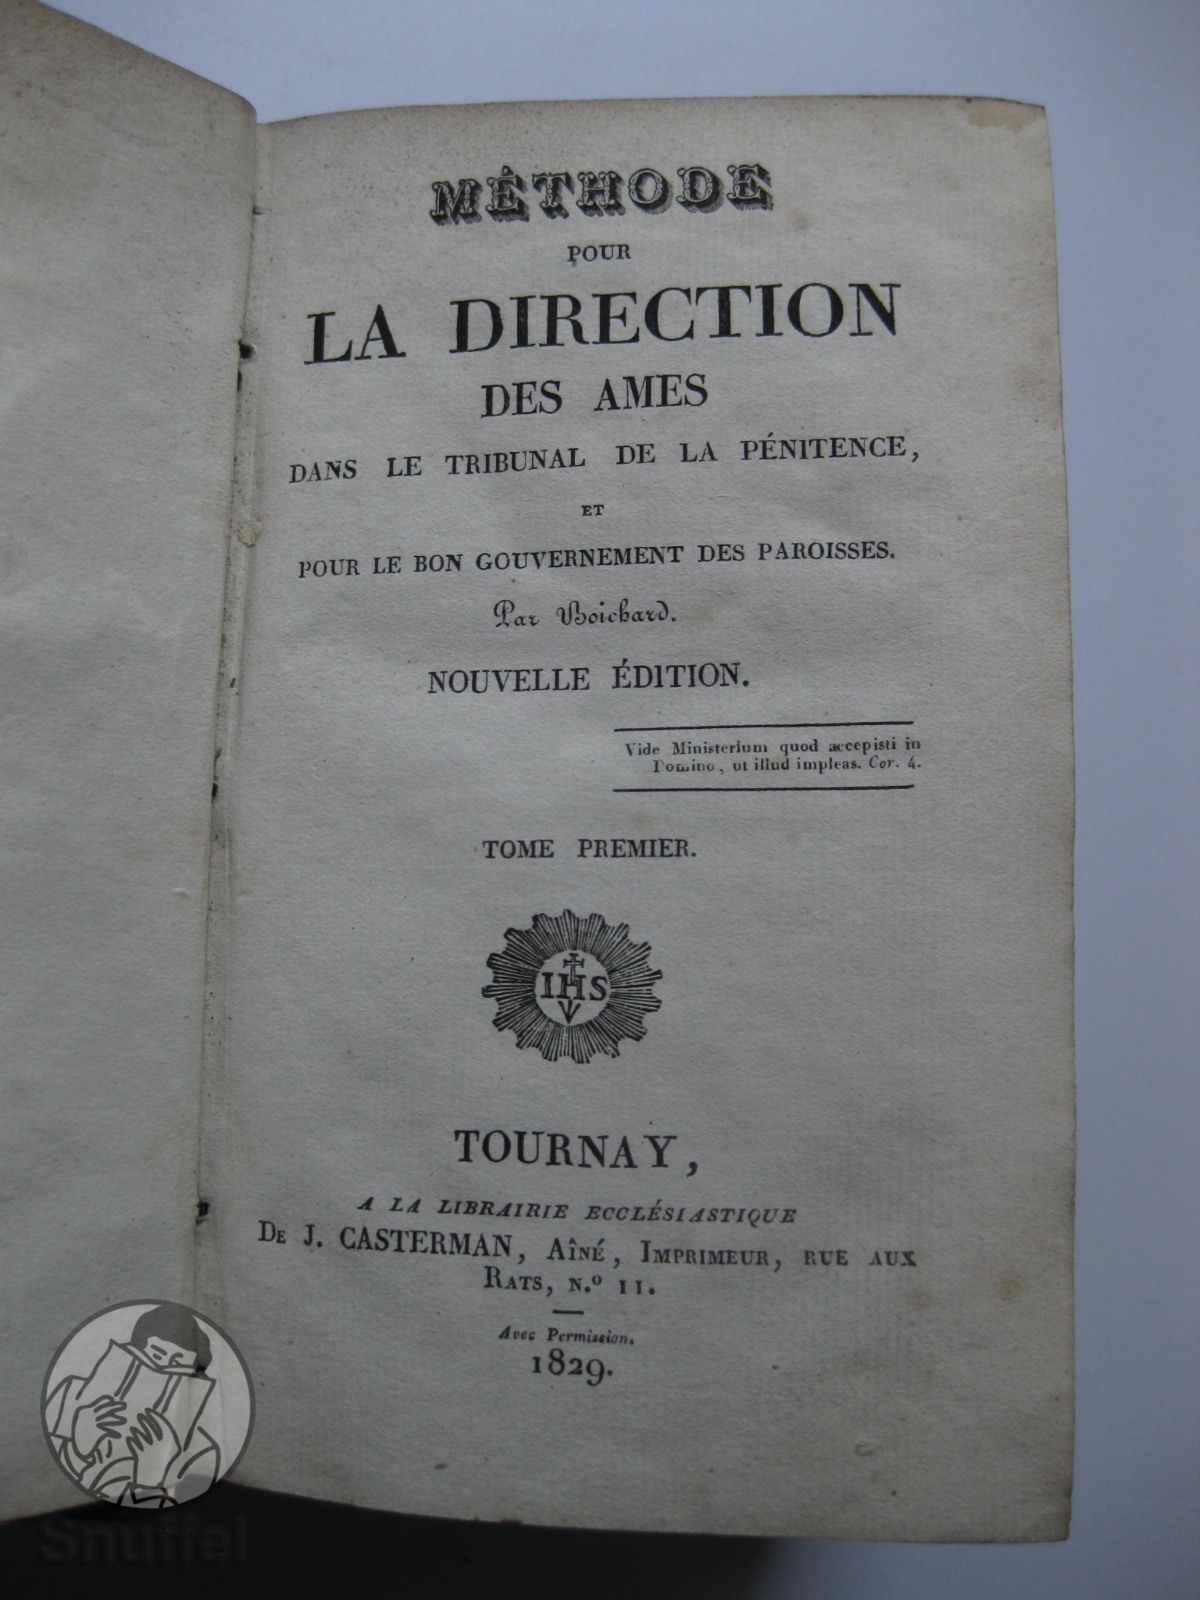 MÉTHODE
POUR
LA DIRECTION
DES AMES
DANS LE TRIBUNAL DE LA PÉNITENCE,
ET
POUR LE BON GOUVERNEMENT DES PAROISSES.
Par Boichard.
NOUVELLE ÉDITION.
Vide Ministerium quod accepisti in
Domino, ut illud impleas. Cor. 4.
TOME PREMIER.
IHS
TOURNAY,
A LA LIBRAIRIE ECCLÉSIASTIQUE
DE J. CASTERMAN, AÎNÉ, IMPRIMEUR, RUE AUX
RATS, N.º 11.
Avec Permission.
1829.
Snuffel